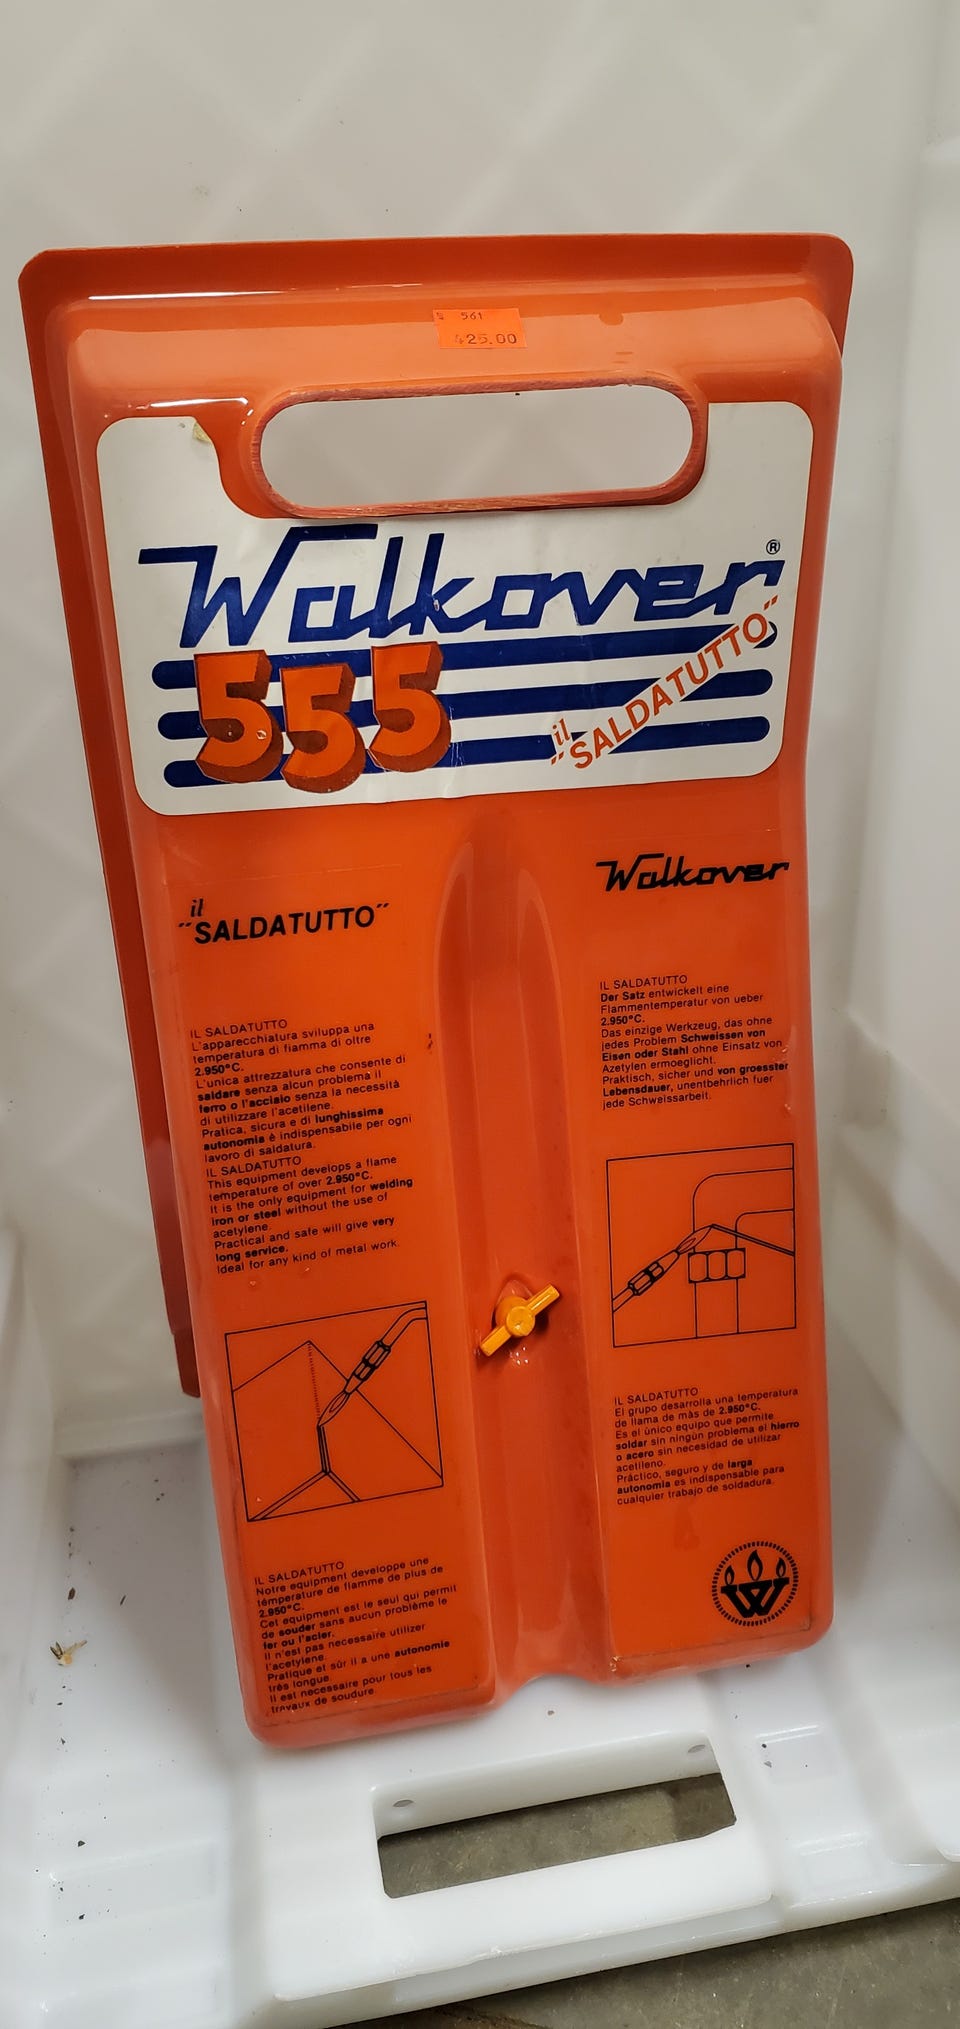 561
425.00
Walkover®
555
il
"SALDATUTTO"
il
"SALDATUTTO"
IL SALDATUTTO
L'apparecchiatura sviluppa una
temperatura di fiamma di oltre
2.950°C.
L'unica attrezzatura che consente di
saldare senza alcun problema il
ferro o l'acciaio senza la necessità
di utilizzare l'acetilene.
Pratica, sicura e di lunghissima
autonomia è indispensabile per ogni
lavoro di saldatura.
IL SALDATUTTO
This equipment develops a flame
temperature of over 2.950°C.
It is the only equipment for welding
iron or steel without the use of
acetylene.
Practical and safe will give very
long service.
Ideal for any kind of metal work.
IL SALDATUTTO
Notre equipment developpe une
température de flamme de plus de
2.950°C.
Cet equipment est le seul qui permit
de souder sans aucun problème le
fer ou l'acier.
Il n'est pas necessaire utiliser
l'acetylene.
Pratique et sûr il a une autonomie
très longue.
Il est necessaire pour tous les
travaux de soudure
Walkover
IL SALDATUTTO
Der Satz entwickelt eine
Flammentemperatur von ueber
2.950°C.
Das einzige Werkzeug, das ohne
jedes Problem Schweissen von
Eisen oder Stahl ohne Einsatz von
Azetylen ermoeglicht.
Praktisch, sicher und von groesster
Lebensdauer, unentbehrlich fuer
jede Schweissarbeit.
IL SALDATUTTO
El grupo desarrolla una temperatura
de llama de màs de 2.950°C.
Es el ùnico equipo que permite
soldar sin ningùn problema el hierro
o acero sin necesidad de utilizar
acetileno.
Práctico, seguro y de larga
autonomia es indispensable para
cualquier trabajo de soldadura.
W